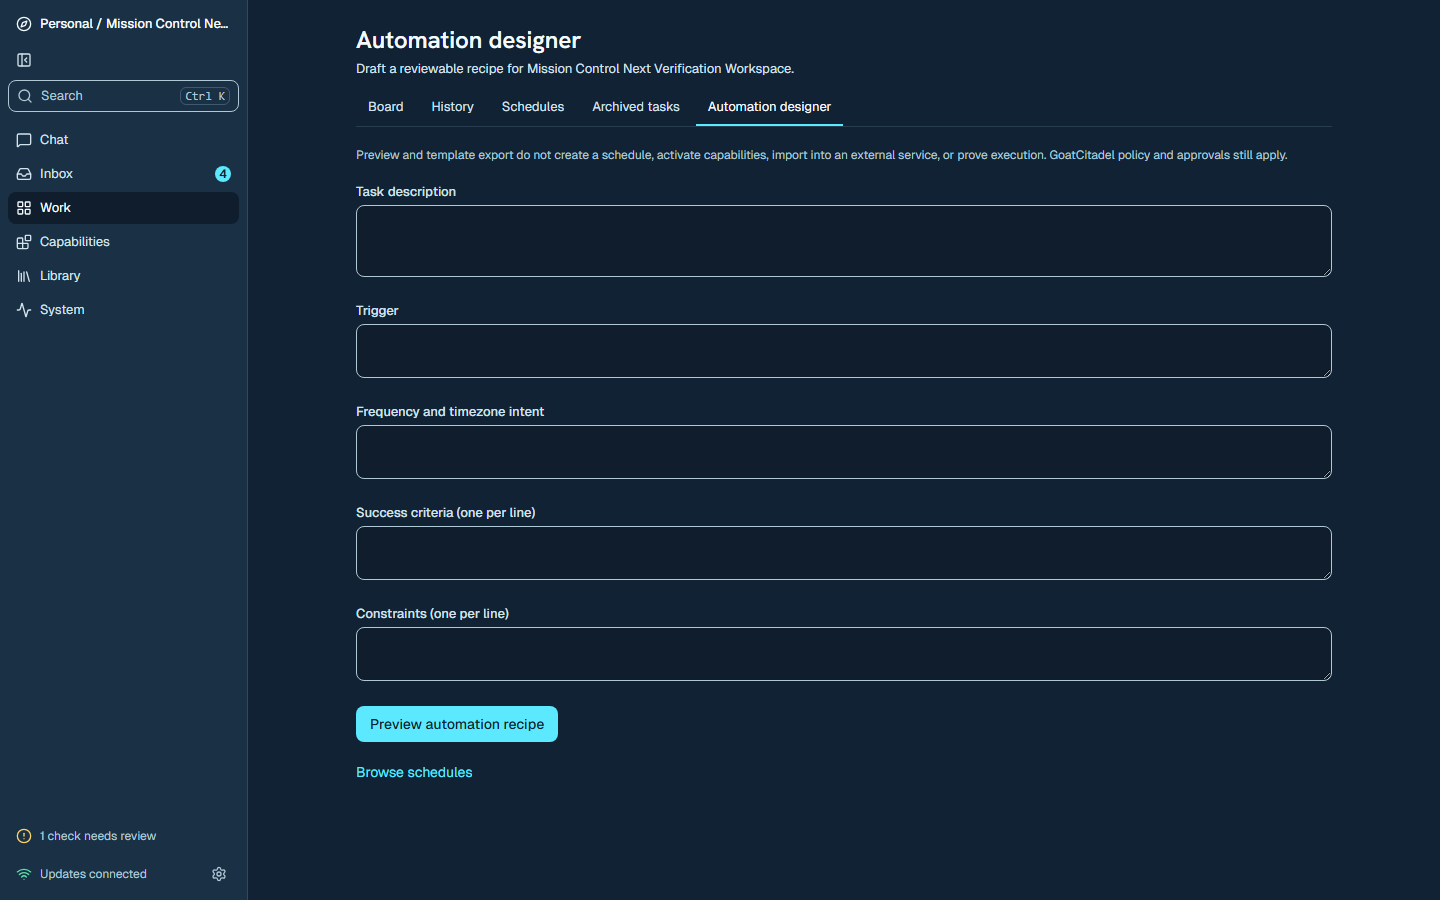 Personal / Mission Control Ne...
Search
Ctrl K
Chat
Inbox
4
Work
Capabilities
Library
System
1 check needs review
Updates connected
Automation designer
Draft a reviewable recipe for Mission Control Next Verification Workspace.
Board
History
Schedules
Archived tasks
Automation designer
Preview and template export do not create a schedule, activate capabilities, import into an external service, or prove execution. GoatCitadel policy and approvals still apply.
Task description
Trigger
Frequency and timezone intent
Success criteria (one per line)
Constraints (one per line)
Preview automation recipe
Browse schedules